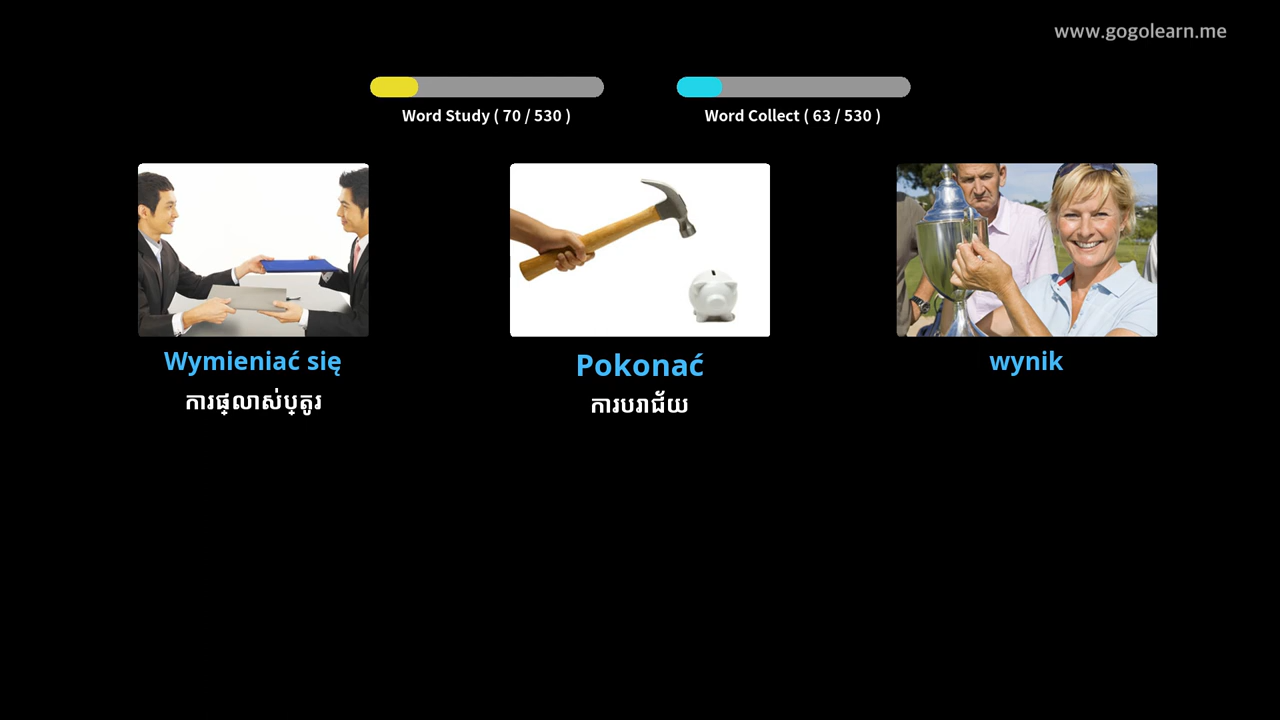 www.gogolearn.me
Word Study ( 70 / 530 )
Word Collect ( 63 / 530 )
Wymieniać się
ការផ្លាស់ប្តូរ
Pokonać
ការបរាជ័យ
wynik